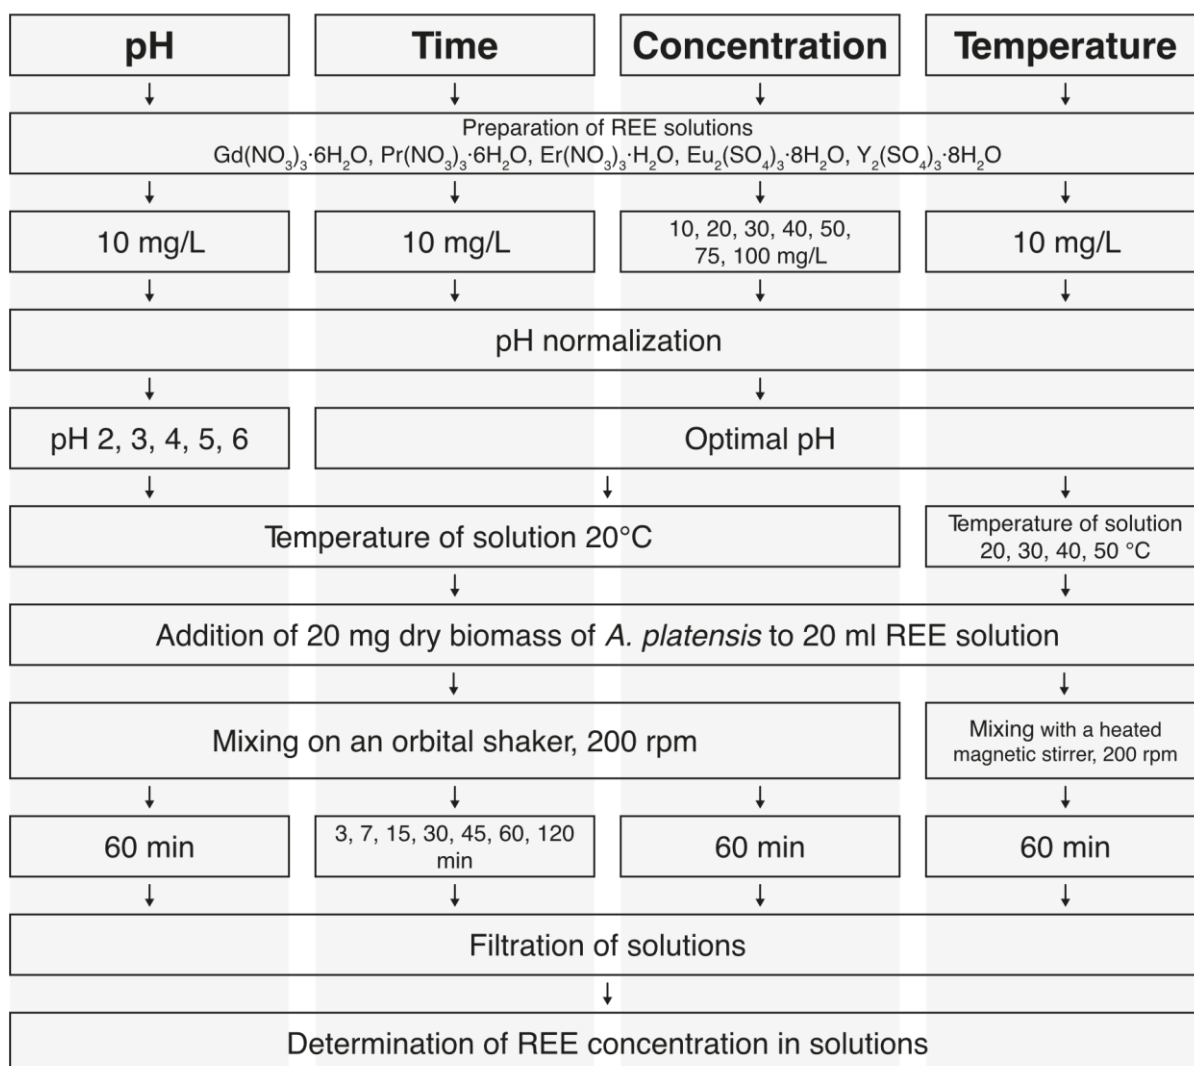 pH
Time
Concentration
Temperature
Preparation of REE solutions
Gd(NO₃)₃·6H₂O, Pr(NO₃)₃·6H₂O, Er(NO₃)₃·H₂O, Eu₂(SO₄)₃·8H₂O, Y₂(SO₄)₃·8H₂O
10 mg/L
10 mg/L
10, 20, 30, 40, 50,
75, 100 mg/L
10 mg/L
pH normalization
pH 2, 3, 4, 5, 6
Optimal pH
Temperature of solution 20°C
Temperature of solution
20, 30, 40, 50 °C
Addition of 20 mg dry biomass of A. platensis to 20 ml REE solution
Mixing on an orbital shaker, 200 rpm
Mixing with a heated
magnetic stirrer, 200 rpm
60 min
3, 7, 15, 30, 45, 60, 120
min
60 min
60 min
Filtration of solutions
Determination of REE concentration in solutions